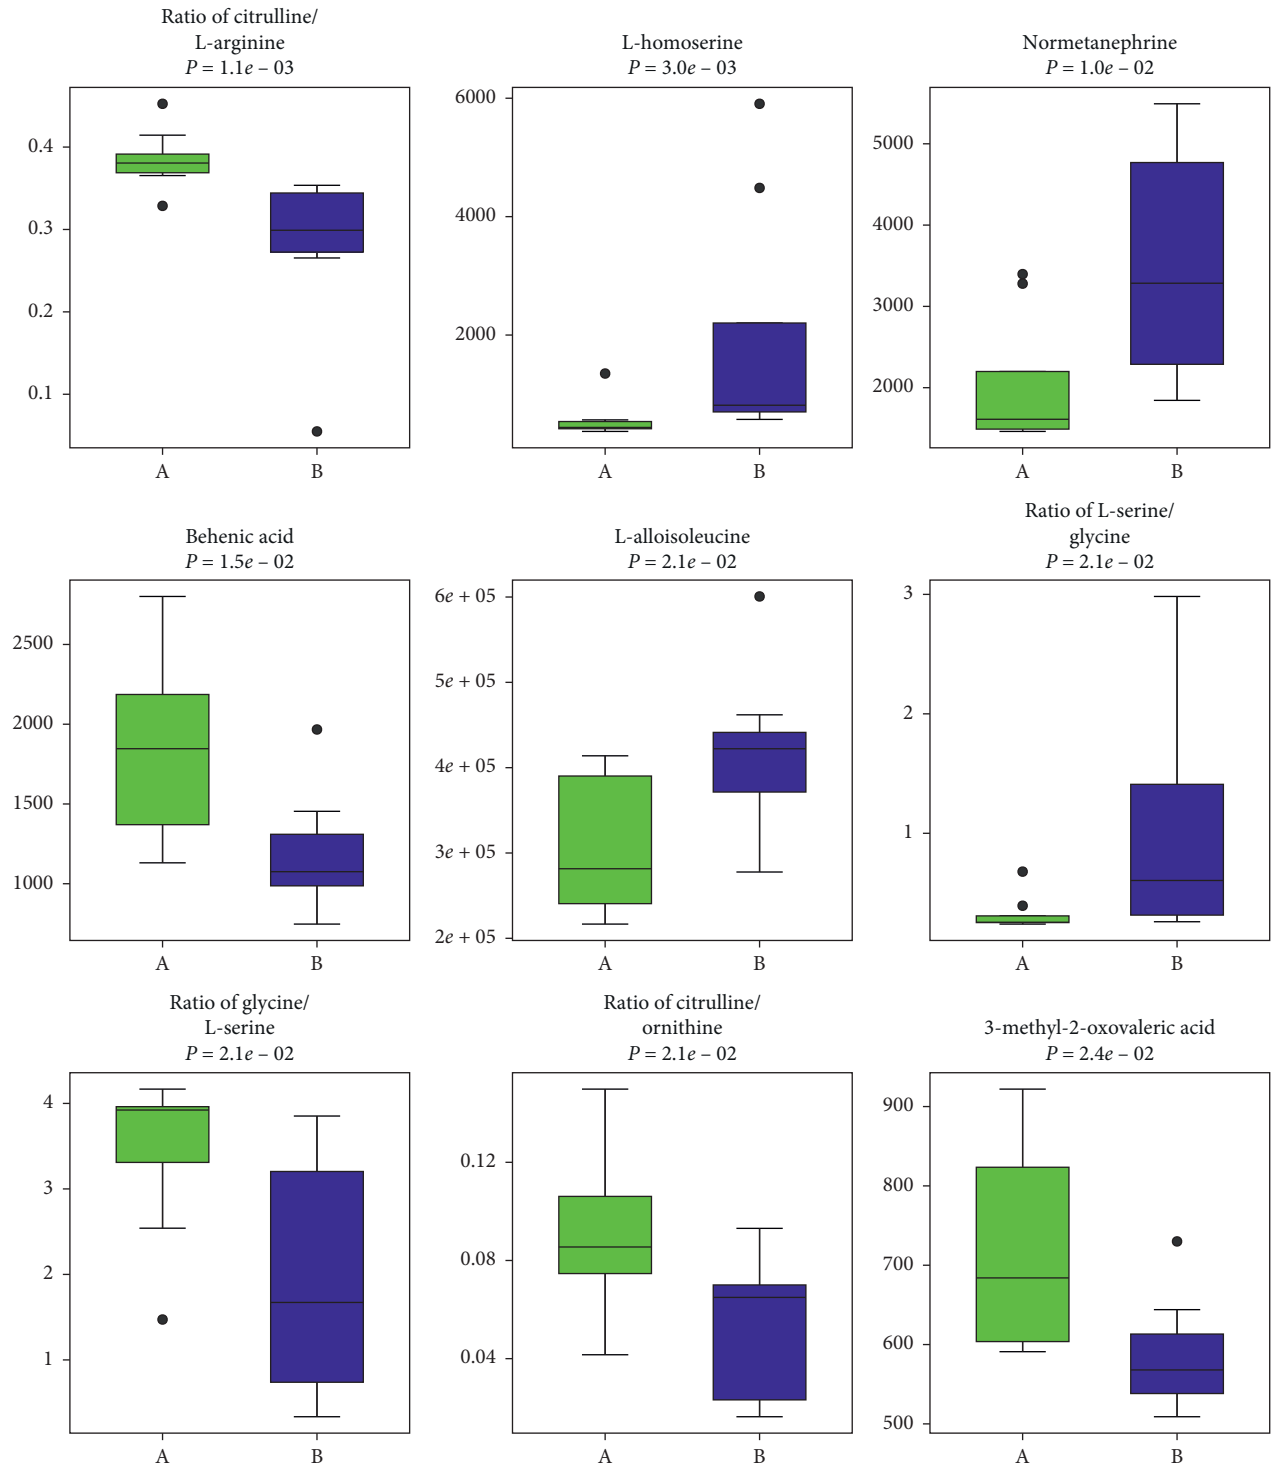 Ratio of citrulline/
L-arginine
P = 1.1e – 03
0.4
0.3
0.2
0.1
A
B
L-homoserine
P = 3.0e – 03
6000
4000
2000
A
B
Normetanephrine
P = 1.0e – 02
5000
4000
3000
2000
A
B
Behenic acid
P = 1.5e – 02
2500
2000
1500
1000
A
B
L-alloisoleucine
P = 2.1e – 02
6e + 05
5e + 05
4e + 05
3e + 05
2e + 05
A
B
Ratio of L-serine/
glycine
P = 2.1e – 02
3
2
1
A
B
Ratio of glycine/
L-serine
P = 2.1e – 02
4
3
2
1
A
B
Ratio of citrulline/
ornithine
P = 2.1e – 02
0.12
0.08
0.04
A
B
3-methyl-2-oxovaleric acid
P = 2.4e – 02
900
800
700
600
500
A
B